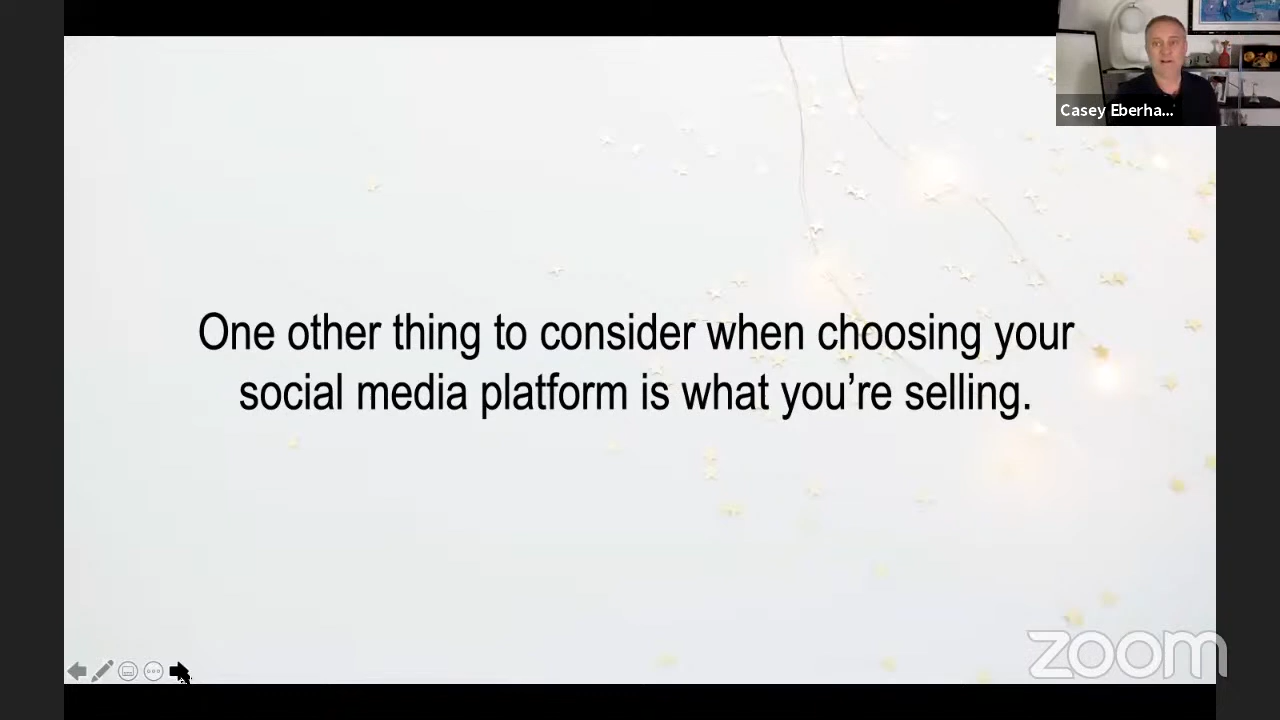 Casey Eberha...
One other thing to consider when choosing your
social media platform is what you're selling.
zoom